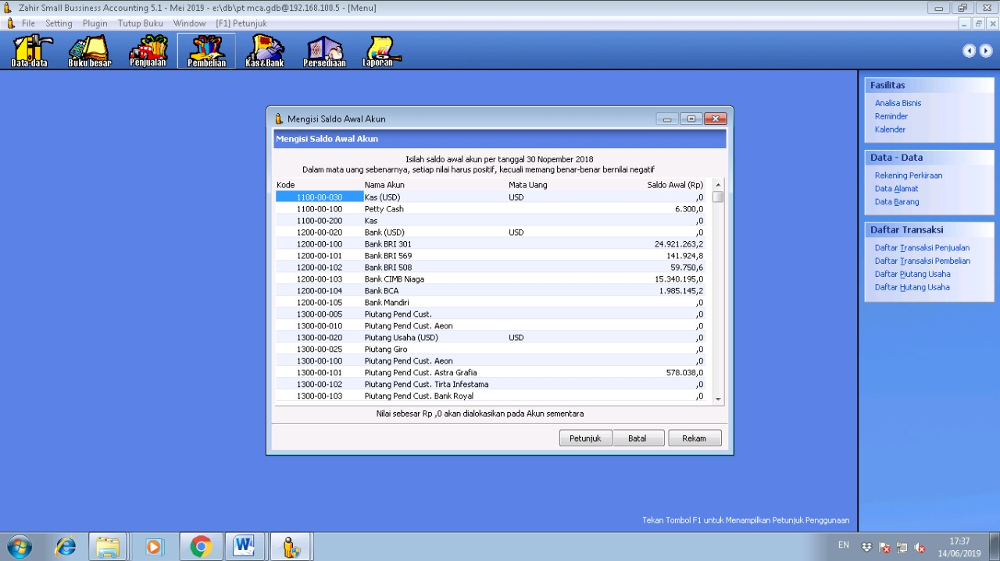 Zahir Small Bussiness Accounting 5.1 - Mei 2019 - e:\db\pt mca.gdb@192.168.100.5 - [Menu]
File Setting Plugin Tutup Buku Window [F1] Petunjuk
Data-data Buku besar Penjualan Pembelian Kas&Bank Persediaan Laporan
Mengisi Saldo Awal Akun
Mengisi Saldo Awal Akun
Isilah saldo awal akun per tanggal 30 Nopember 2018
Dalam mata uang sebenarnya, setiap nilai harus positif, kecuali memang benar-benar bernilai negatif
Kode Nama Akun Mata Uang Saldo Awal (Rp)
1100-00-030 Kas (USD) USD ,0
1100-00-100 Petty Cash 6.300,0
1100-00-200 Kas ,0
1200-00-020 Bank (USD) USD ,0
1200-00-100 Bank BRI 301 24.921.263,2
1200-00-101 Bank BRI 569 141.924,8
1200-00-102 Bank BRI 508 59.750,6
1200-00-103 Bank CIMB Niaga 15.340.195,0
1200-00-104 Bank BCA 1.985.145,2
1200-00-105 Bank Mandiri ,0
1300-00-005 Piutang Pend Cust. ,0
1300-00-010 Piutang Pend Cust. Aeon ,0
1300-00-020 Piutang Usaha (USD) USD ,0
1300-00-025 Piutang Giro ,0
1300-00-100 Piutang Pend Cust. Aeon ,0
1300-00-101 Piutang Pend Cust. Astra Grafia 578.038,0
1300-00-102 Piutang Pend Cust. Tirta Infestama ,0
1300-00-103 Piutang Pend Cust. Bank Royal ,0
Nilai sebesar Rp ,0 akan dialokasikan pada Akun sementara
Petunjuk Batal Rekam
Fasilitas
Analisa Bisnis
Reminder
Kalender
Data - Data
Rekening Perkiraan
Data Alamat
Data Barang
Daftar Transaksi
Daftar Transaksi Penjualan
Daftar Transaksi Pembelian
Daftar Piutang Usaha
Daftar Hutang Usaha
Tekan Tombol F1 untuk Menampilkan Petunjuk Penggunaan
EN
17:37
14/06/2019